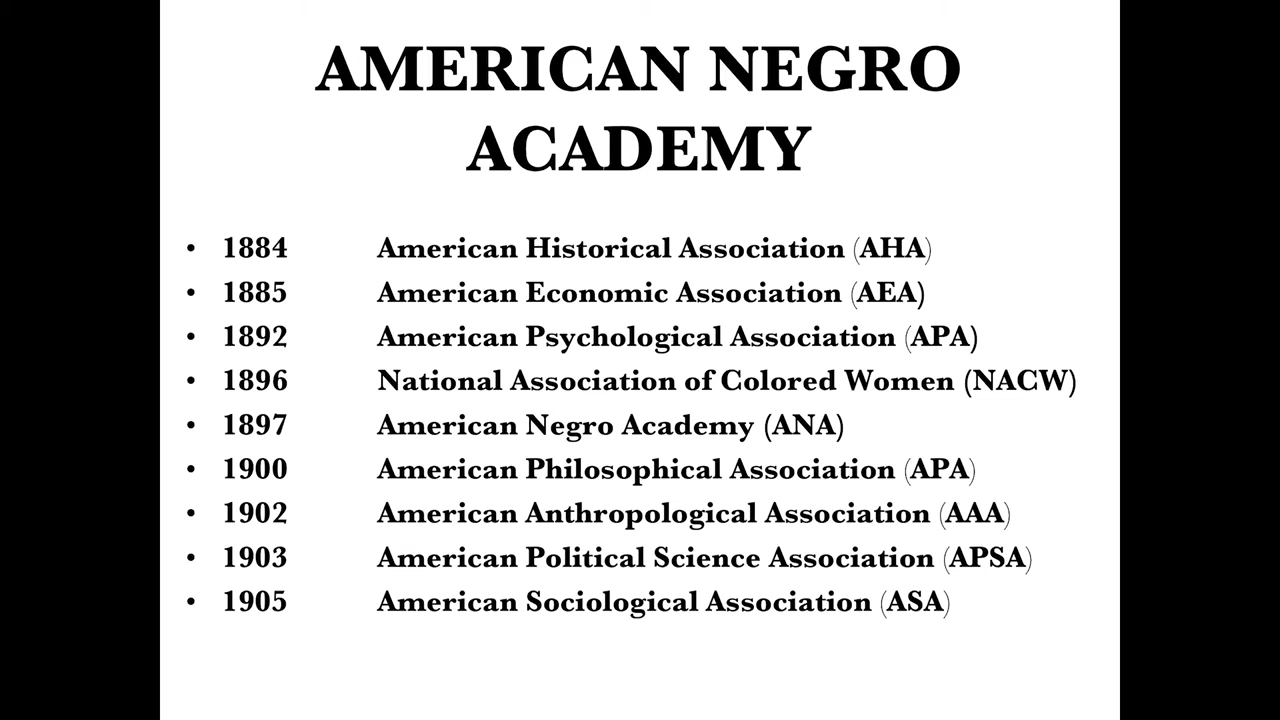 AMERICAN NEGRO
ACADEMY
• 1884 American Historical Association (AHA)
• 1885 American Economic Association (AEA)
• 1892 American Psychological Association (APA)
• 1896 National Association of Colored Women (NACW)
• 1897 American Negro Academy (ANA)
• 1900 American Philosophical Association (APA)
• 1902 American Anthropological Association (AAA)
• 1903 American Political Science Association (APSA)
• 1905 American Sociological Association (ASA)